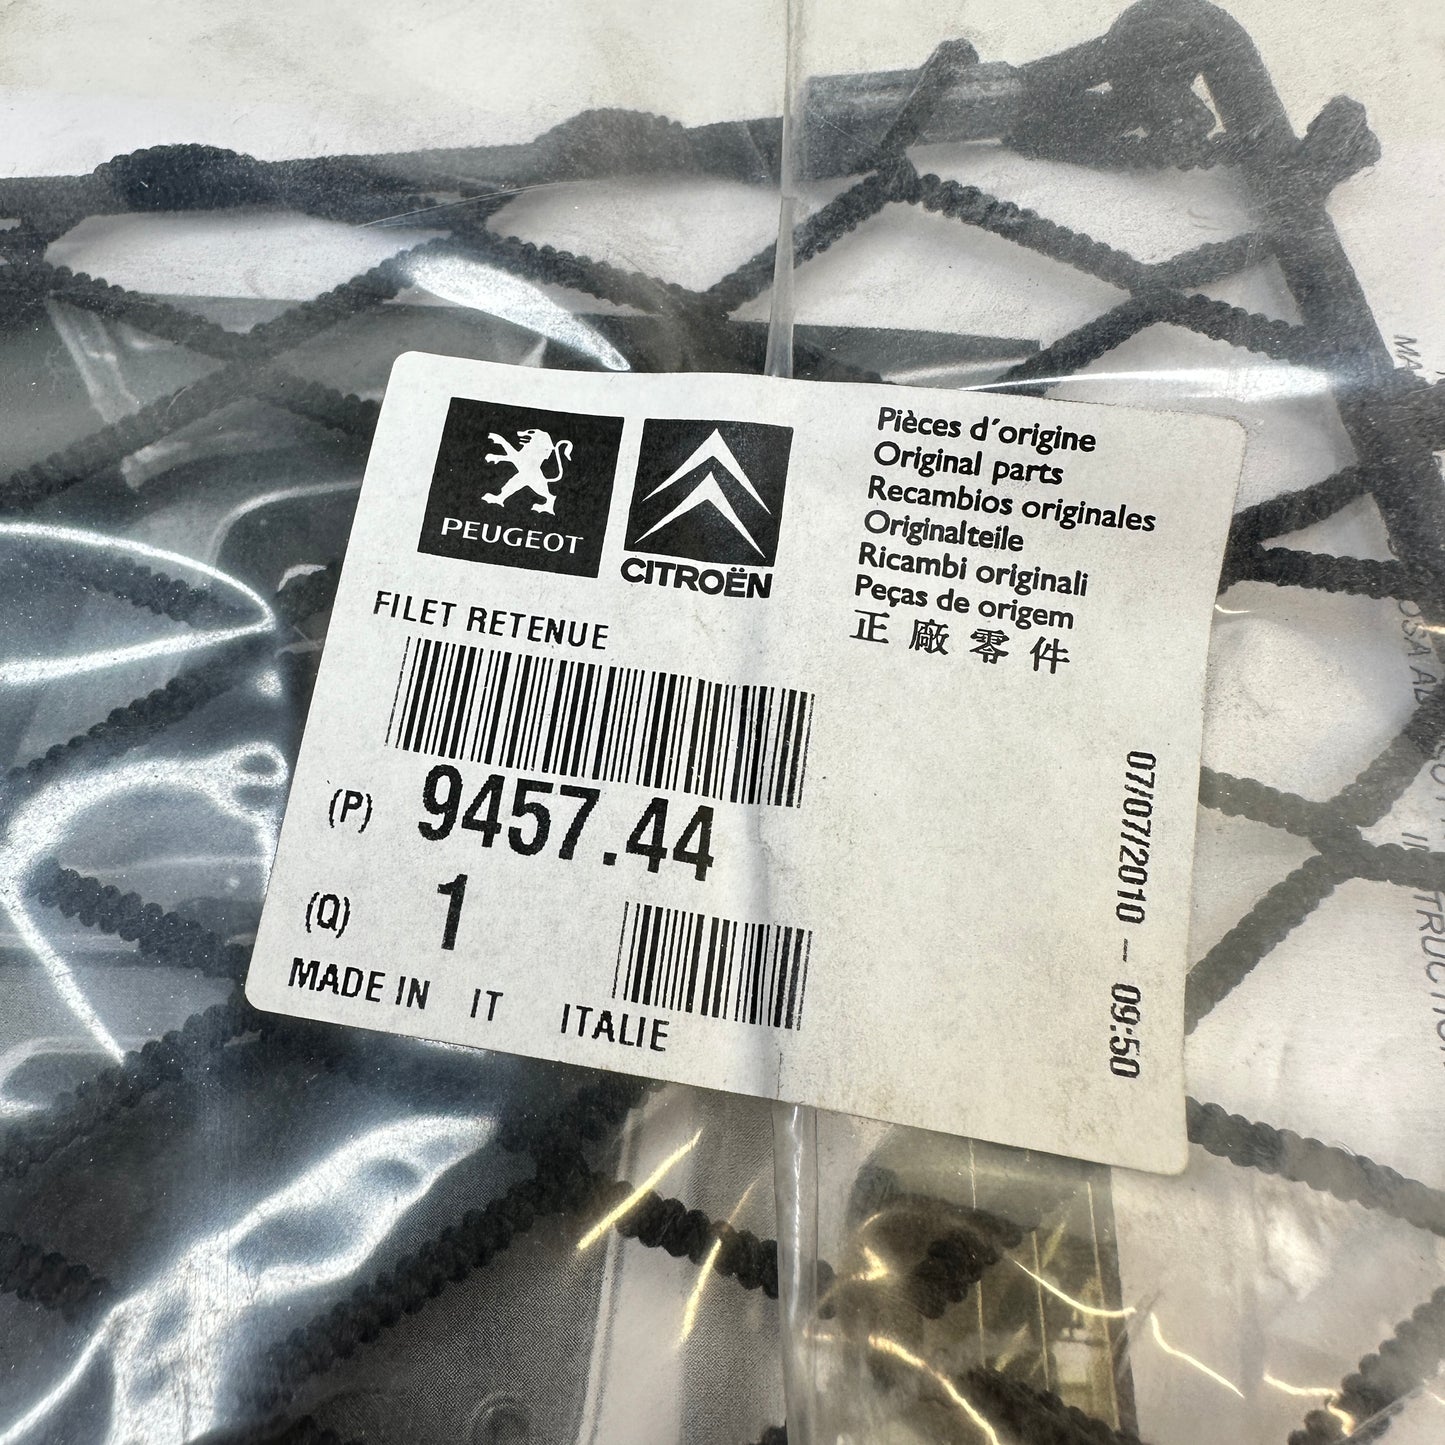 PEUGEOT
CITROËN
Pièces d'origine
Original parts
Recambios originales
Originalteile
Ricambi originali
Peças de origem
正廠零件
FILET RETENUE
(P) 9457.44
(Q) 1
MADE IN IT ITALIE
07/07/2010 – 09:50